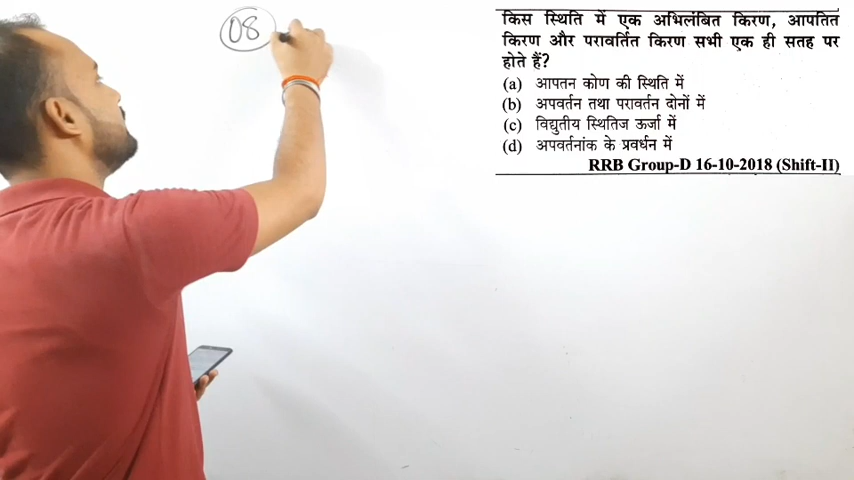 08
किस स्थिति में एक अभिलंबित किरण, आपतित
किरण और परावर्तित किरण सभी एक ही सतह पर
होते हैं?
(a) आपतन कोण की स्थिति में
(b) अपवर्तन तथा परावर्तन दोनों में
(c) विद्युतीय स्थितिज ऊर्जा में
(d) अपवर्तनांक के प्रवर्धन में
RRB Group-D 16-10-2018 (Shift-II)